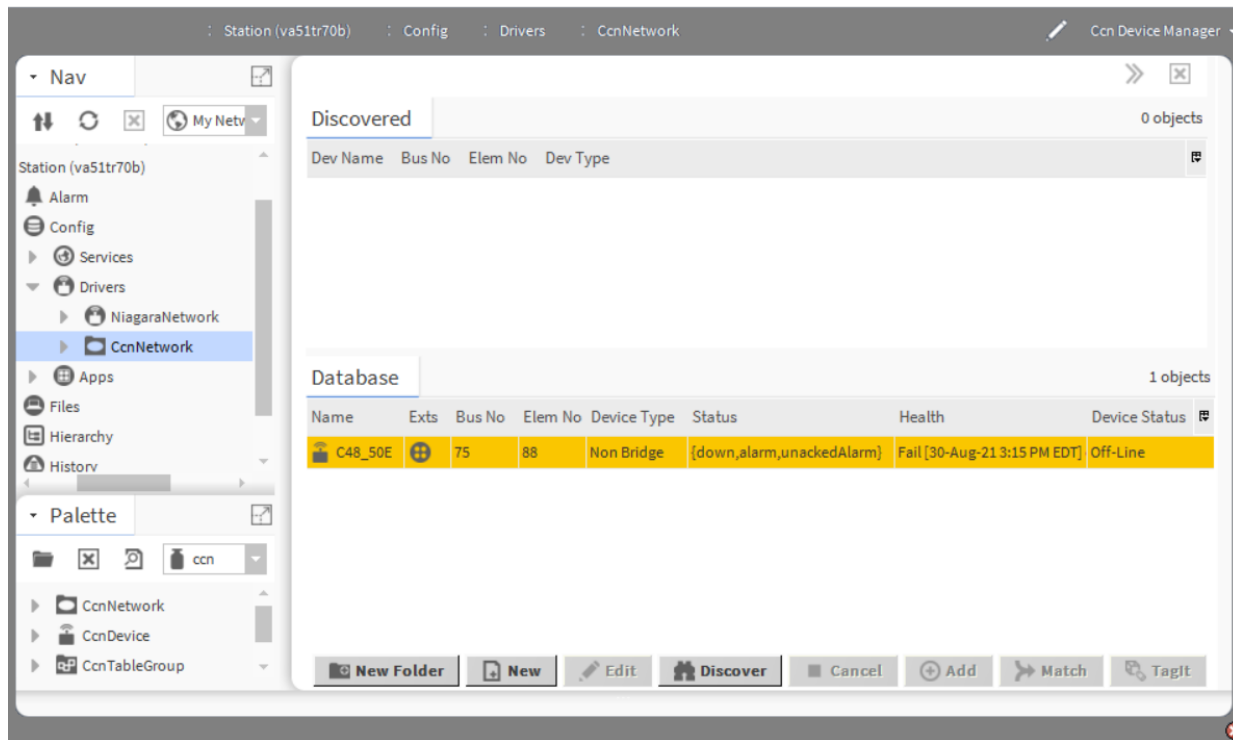 : Station (va51tr70b) : Config : Drivers : CcnNetwork Ccn Device Manager
Nav
My Netv
Station (va51tr70b)
Alarm
Config
Services
Drivers
NiagaraNetwork
CcnNetwork
Apps
Files
Hierarchy
History
Palette
ccn
CcnNetwork
CcnDevice
CcnTableGroup
Discovered 0 objects
Dev Name Bus No Elem No Dev Type
Database 1 objects
Name Exts Bus No Elem No Device Type Status Health Device Status
C48_50E 75 88 Non Bridge {down,alarm,unackedAlarm} Fail [30-Aug-21 3:15 PM EDT] Off-Line
New Folder New Edit Discover Cancel Add Match TagIt